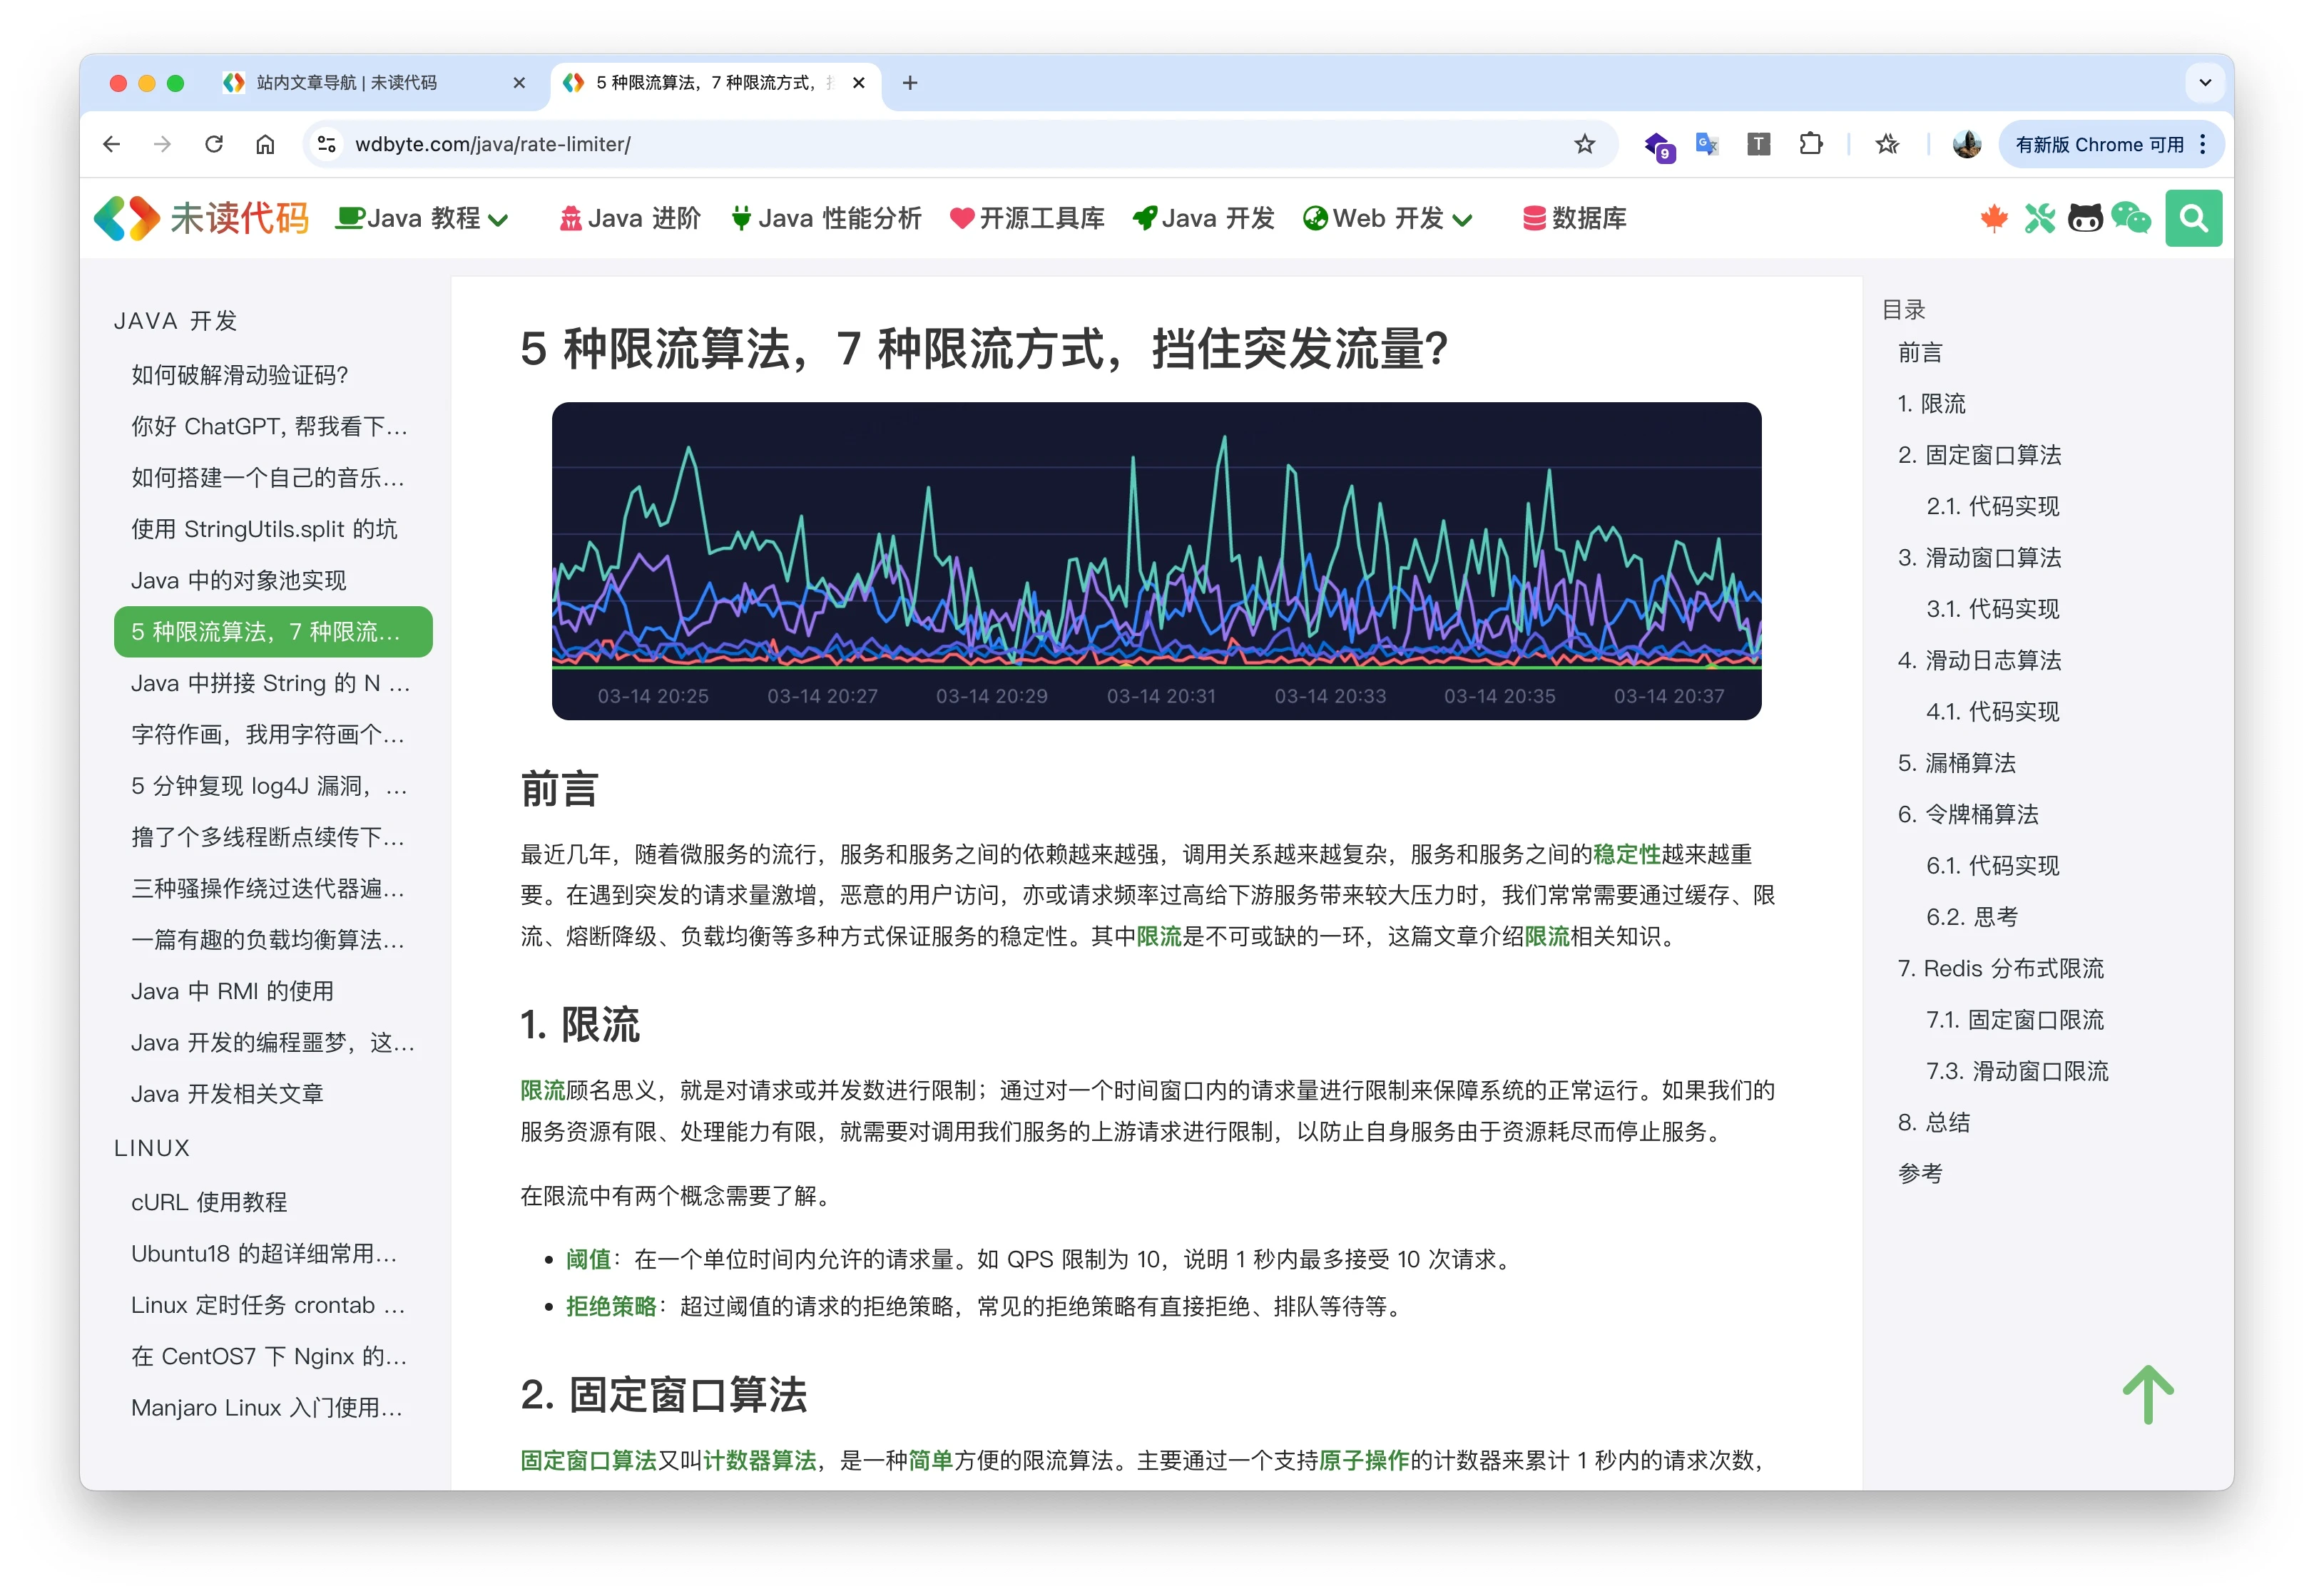 站内文章导航 | 未读代码
5 种限流算法，7 种限流方式，
wdbyte.com/java/rate-limiter/
9
T
有新版 Chrome 可用
未读代码
Java 教程
Java 进阶
Java 性能分析
开源工具库
Java 开发
Web 开发
数据库
JAVA 开发
如何破解滑动验证码?
你好 ChatGPT, 帮我看下...
如何搭建一个自己的音乐...
使用 StringUtils.split 的坑
Java 中的对象池实现
5 种限流算法，7 种限流...
Java 中拼接 String 的 N ...
字符作画，我用字符画个...
5 分钟复现 log4J 漏洞，...
撸了个多线程断点续传下...
三种骚操作绕过迭代器遍...
一篇有趣的负载均衡算法...
Java 中 RMI 的使用
Java 开发的编程噩梦，这...
Java 开发相关文章
LINUX
cURL 使用教程
Ubuntu18 的超详细常用...
Linux 定时任务 crontab ...
在 CentOS7 下 Nginx 的...
Manjaro Linux 入门使用...
5 种限流算法，7 种限流方式，挡住突发流量?
03-14 20:25
03-14 20:27
03-14 20:29
03-14 20:31
03-14 20:33
03-14 20:35
03-14 20:37
前言
最近几年，随着微服务的流行，服务和服务之间的依赖越来越强，调用关系越来越复杂，服务和服务之间的稳定性越来越重
要。在遇到突发的请求量激增，恶意的用户访问，亦或请求频率过高给下游服务带来较大压力时，我们常常需要通过缓存、限
流、熔断降级、负载均衡等多种方式保证服务的稳定性。其中限流是不可或缺的一环，这篇文章介绍限流相关知识。
1. 限流
限流顾名思义，就是对请求或并发数进行限制；通过对一个时间窗口内的请求量进行限制来保障系统的正常运行。如果我们的
服务资源有限、处理能力有限，就需要对调用我们服务的上游请求进行限制，以防止自身服务由于资源耗尽而停止服务。
在限流中有两个概念需要了解。
• 阈值：在一个单位时间内允许的请求量。如 QPS 限制为 10，说明 1 秒内最多接受 10 次请求。
• 拒绝策略：超过阈值的请求的拒绝策略，常见的拒绝策略有直接拒绝、排队等待等。
2. 固定窗口算法
固定窗口算法又叫计数器算法，是一种简单方便的限流算法。主要通过一个支持原子操作的计数器来累计 1 秒内的请求次数，
目录
前言
1. 限流
2. 固定窗口算法
2.1. 代码实现
3. 滑动窗口算法
3.1. 代码实现
4. 滑动日志算法
4.1. 代码实现
5. 漏桶算法
6. 令牌桶算法
6.1. 代码实现
6.2. 思考
7. Redis 分布式限流
7.1. 固定窗口限流
7.3. 滑动窗口限流
8. 总结
参考